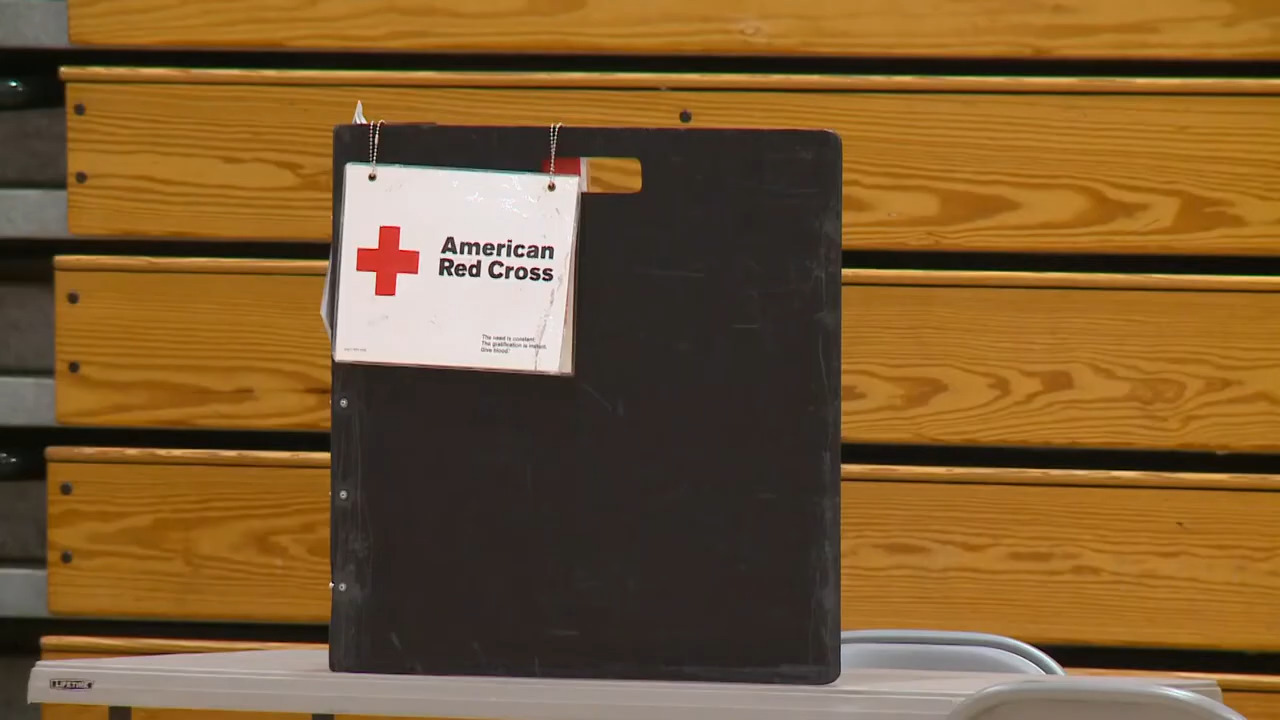 American
Red Cross
The need is constant.
The gratification is instant.
Give blood.
LIFETIME